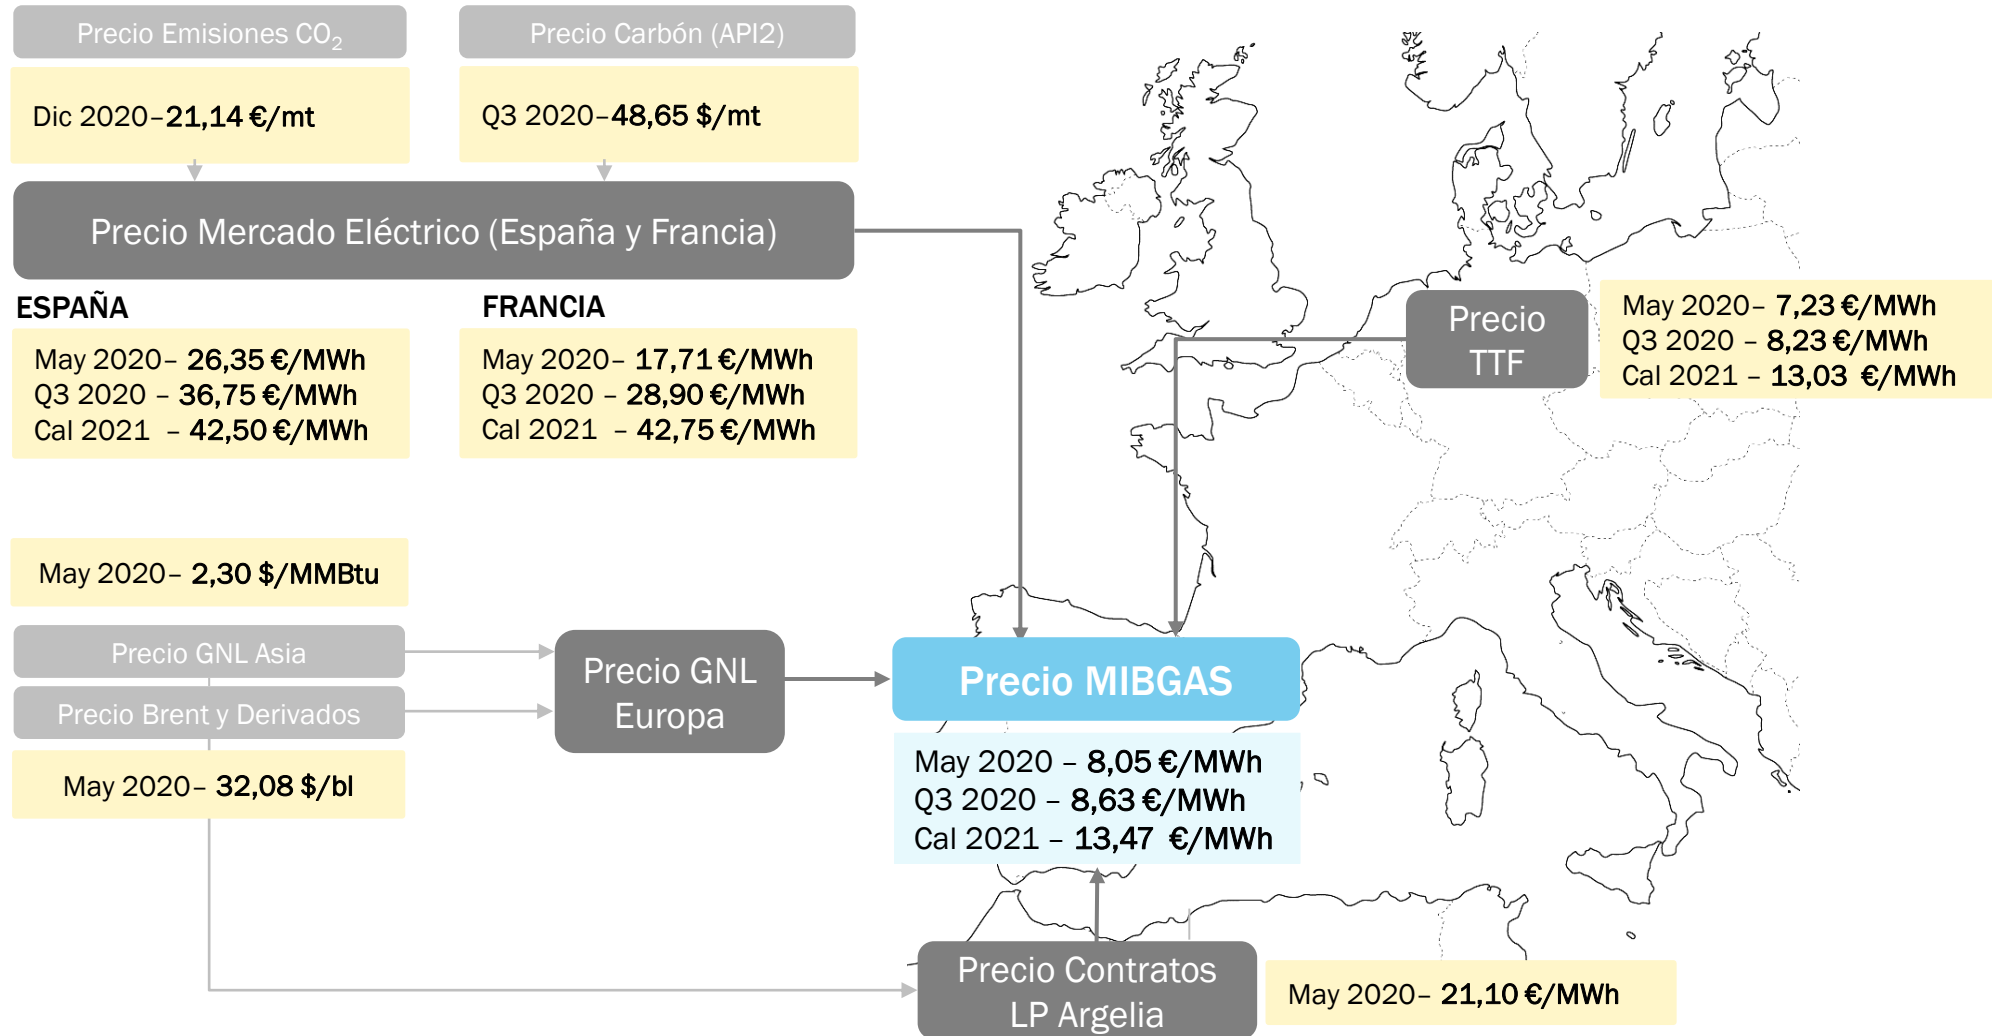 Precio Emisiones CO₂
Precio Carbón (API2)
Dic 2020–21,14 €/mt
Q3 2020–48,65 $/mt
Precio Mercado Eléctrico (España y Francia)
ESPAÑA
May 2020– 26,35 €/MWh
Q3 2020 – 36,75 €/MWh
Cal 2021 – 42,50 €/MWh
FRANCIA
May 2020– 17,71 €/MWh
Q3 2020 – 28,90 €/MWh
Cal 2021 – 42,75 €/MWh
Precio
TTF
May 2020– 7,23 €/MWh
Q3 2020 – 8,23 €/MWh
Cal 2021 – 13,03 €/MWh
May 2020– 2,30 $/MMBtu
Precio GNL Asia
Precio Brent y Derivados
May 2020– 32,08 $/bl
Precio GNL
Europa
Precio MIBGAS
May 2020 – 8,05 €/MWh
Q3 2020 – 8,63 €/MWh
Cal 2021 – 13,47 €/MWh
Precio Contratos
LP Argelia
May 2020– 21,10 €/MWh